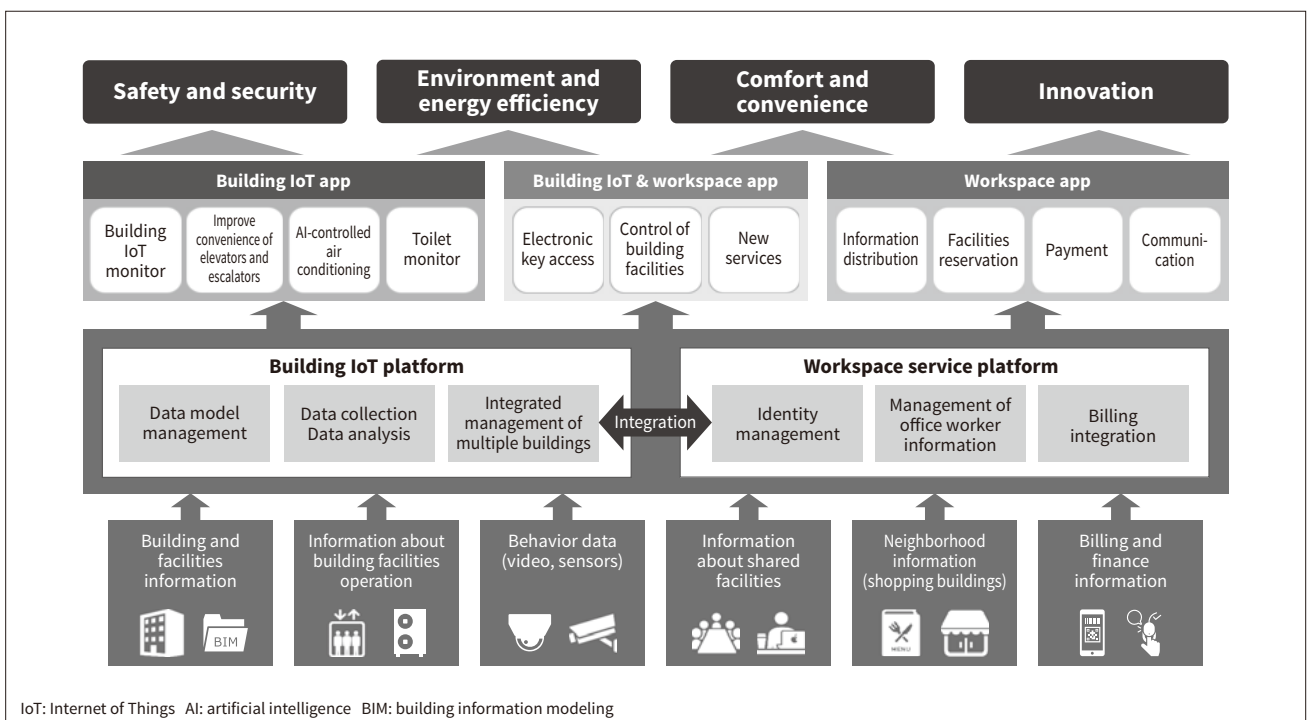 Safety and security
Environment and
energy efficiency
Comfort and
convenience
Innovation
Building IoT app
Building
IoT
monitor
Improve
convenience of
elevators and
escalators
AI-controlled
air
conditioning
Toilet
monitor
Building IoT & workspace app
Electronic
key access
Control of
building
facilities
New
services
Workspace app
Information
distribution
Facilities
reservation
Payment
Communi-
cation
Building IoT platform
Data model
management
Data collection
Data analysis
Integrated
management of
multiple buildings
Integration
Workspace service platform
Identity
management
Management of
office worker
information
Billing
integration
Building and
facilities
information
BIM
Information about
building facilities
operation
Behavior data
(video, sensors)
Information
about shared
facilities
Neighborhood
information
(shopping buildings)
MENU
Billing and
finance
information
IoT: Internet of Things AI: artificial intelligence BIM: building information modeling